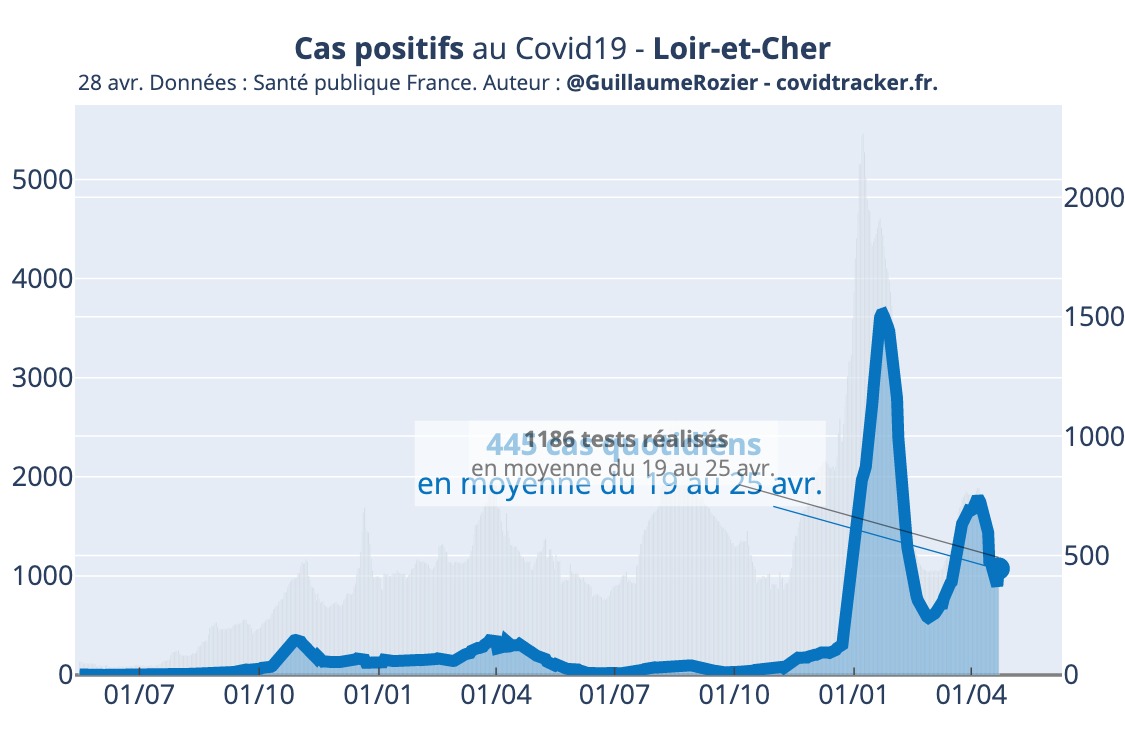 Cas positifs au Covid19 - Loir-et-Cher
28 avr. Données : Santé publique France. Auteur : @GuillaumeRozier - covidtracker.fr.
5000
4000
3000
2000
1000
0
2000
1500
1000
500
0
445 cas quotidiens
en moyenne du 19 au 25 avr.
1186 tests réalisés
en moyenne du 19 au 25 avr.
01/07 01/10 01/01 01/04 01/07 01/10 01/01 01/04